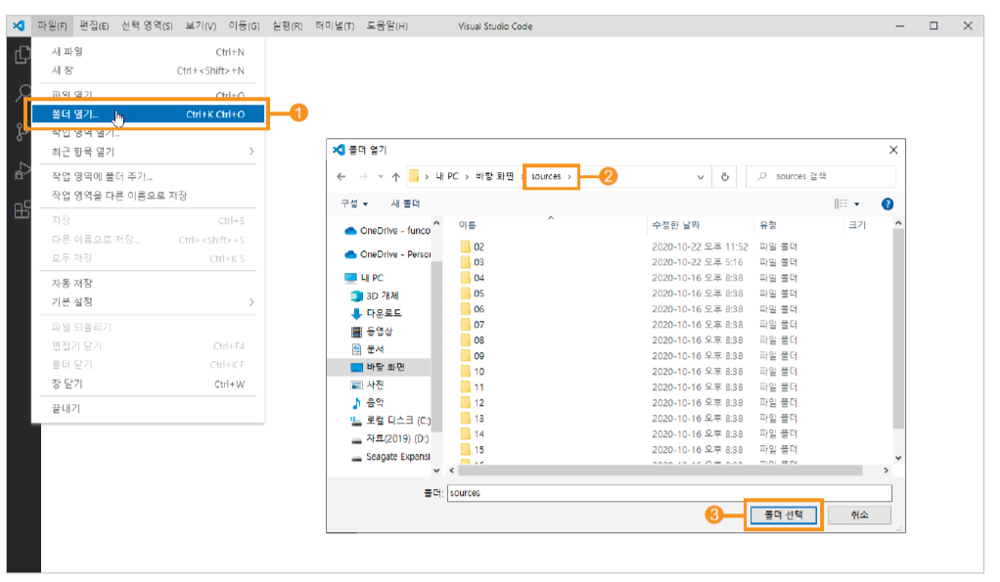 파일(F) 편집(E) 선택 영역(S) 보기(V) 이동(G) 실행(R) 터미널(T) 도움말(H) Visual Studio Code
새 파일 Ctrl+N
새 창 Ctrl+<Shift>+N
파일 열기 Ctrl+O
폴더 열기... Ctrl+K Ctrl+O
1
작업 영역 열기...
최근 항목 열기
작업 영역에 폴더 추가...
작업 영역을 다른 이름으로 저장
저장 Ctrl+S
다른 이름으로 저장... Ctrl+<Shift>+S
모두 저장 Ctrl+K S
자동 저장
기본 설정
파일 되돌리기
편집기 닫기 Ctrl+F4
폴더 닫기 Ctrl+K F
창 닫기 Ctrl+W
끝내기
폴더 열기
내 PC > 바탕 화면 > sources >
2
sources 검색
구성 새 폴더
이름 수정한 날짜 유형 크기
OneDrive - funco
OneDrive - Person
내 PC
3D 개체
다운로드
동영상
문서
바탕 화면
사진
음악
로컬 디스크 (C:)
자료(2019) (D:)
Seagate Expansi
02 2020-10-22 오후 11:52 파일 폴더
03 2020-10-22 오후 5:16 파일 폴더
04 2020-10-16 오후 8:38 파일 폴더
05 2020-10-16 오후 8:38 파일 폴더
06 2020-10-16 오후 8:38 파일 폴더
07 2020-10-16 오후 8:38 파일 폴더
08 2020-10-16 오후 8:38 파일 폴더
09 2020-10-16 오후 8:38 파일 폴더
10 2020-10-16 오후 8:38 파일 폴더
11 2020-10-16 오후 8:38 파일 폴더
12 2020-10-16 오후 8:38 파일 폴더
13 2020-10-16 오후 8:38 파일 폴더
14 2020-10-16 오후 8:38 파일 폴더
15 2020-10-16 오후 8:38 파일 폴더
폴더: sources
3
폴더 선택 취소